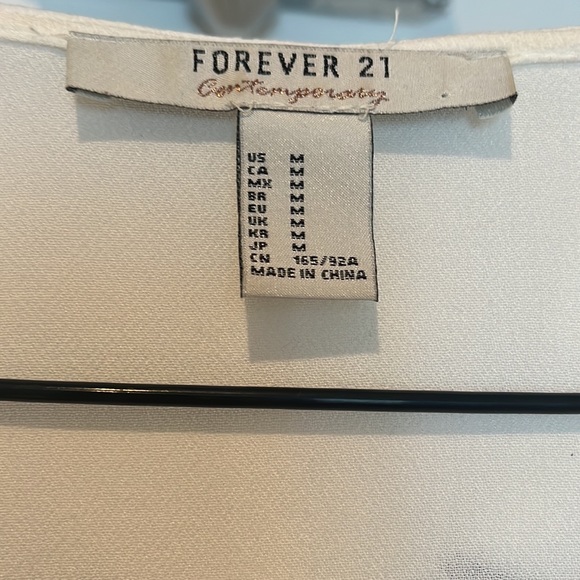 FOREVER 21
Contemporary
US M
CA M
MX M
BR M
EU M
UK M
KR M
JP M
CN 165/92A
MADE IN CHINA